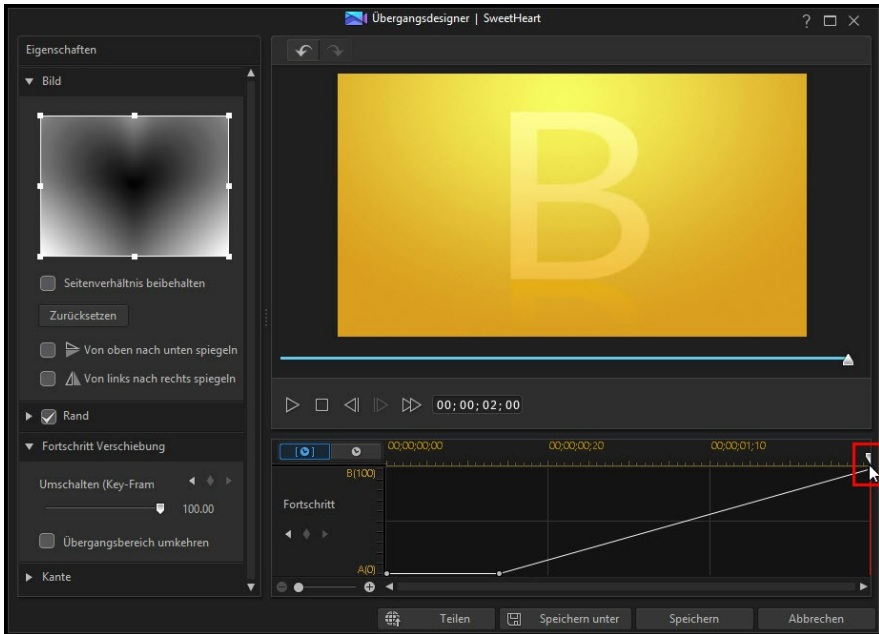 Übergangsdesigner | SweetHeart
?
Eigenschaften
Bild
B
Seitenverhältnis beibehalten
Zurücksetzen
Von oben nach unten spiegeln
Von links nach rechts spiegeln
Rand
00;00;02;00
Fortschritt Verschiebung
Umschalten (Key-Fram
100.00
Übergangsbereich umkehren
Kante
00;00;00;00 00;00;00;20 00;00;01;10
B(100)
Fortschritt
A(0)
Teilen Speichern unter Speichern Abbrechen